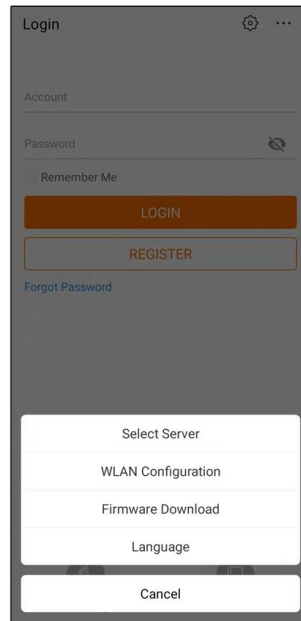 Login
Account
Password
Remember Me
LOGIN
REGISTER
Forgot Password
Select Server
WLAN Configuration
Firmware Download
Language
Cancel